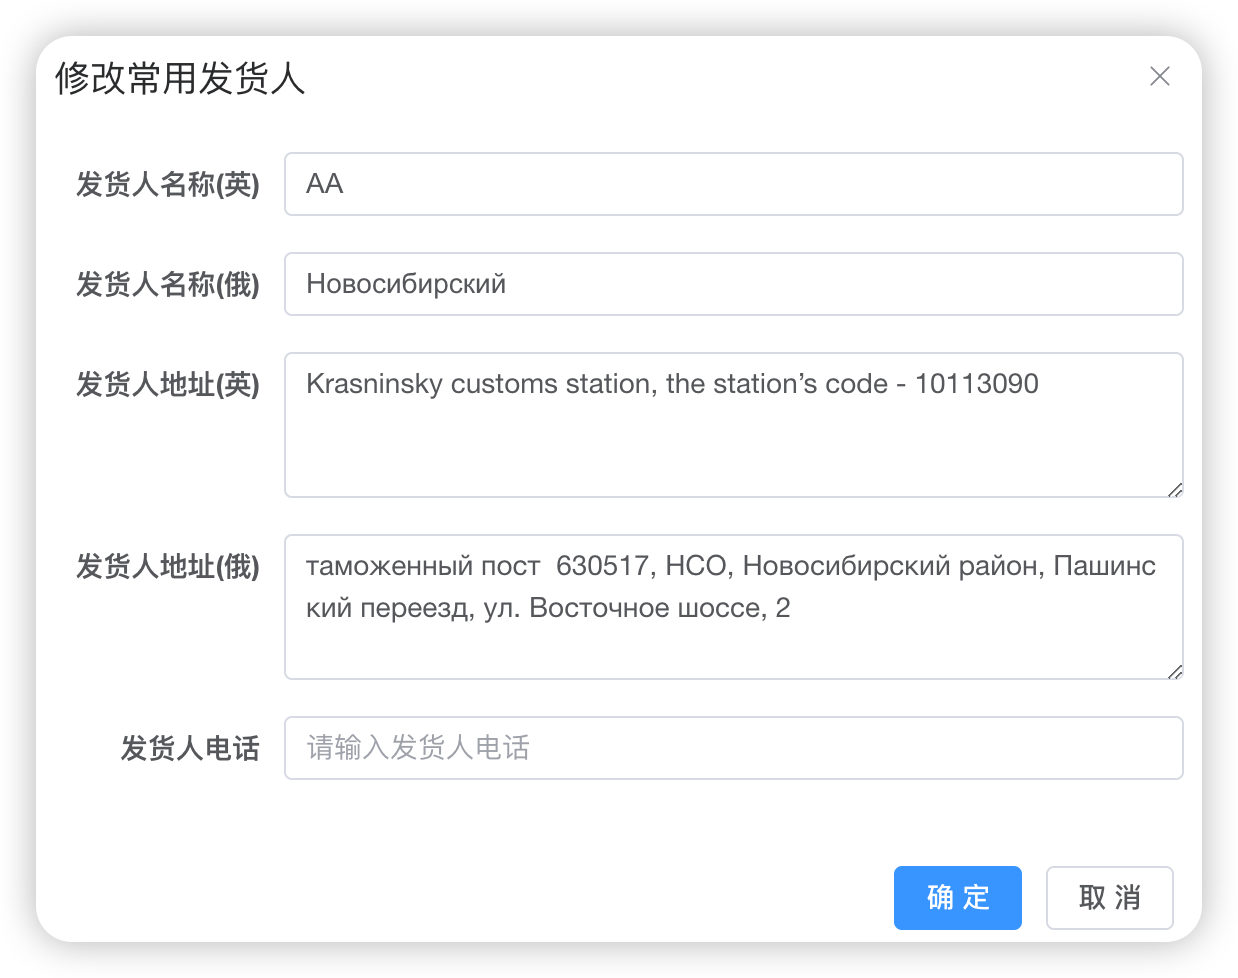 修改常用发货人
发货人名称(英)
AA
发货人名称(俄)
Новосибирский
发货人地址(英)
Krasninsky customs station, the station’s code - 10113090
发货人地址(俄)
таможенный пост  630517, НСО, Новосибирский район, Пашинс
кий переезд, ул. Восточное шоссе, 2
发货人电话
请输入发货人电话
确 定
取 消